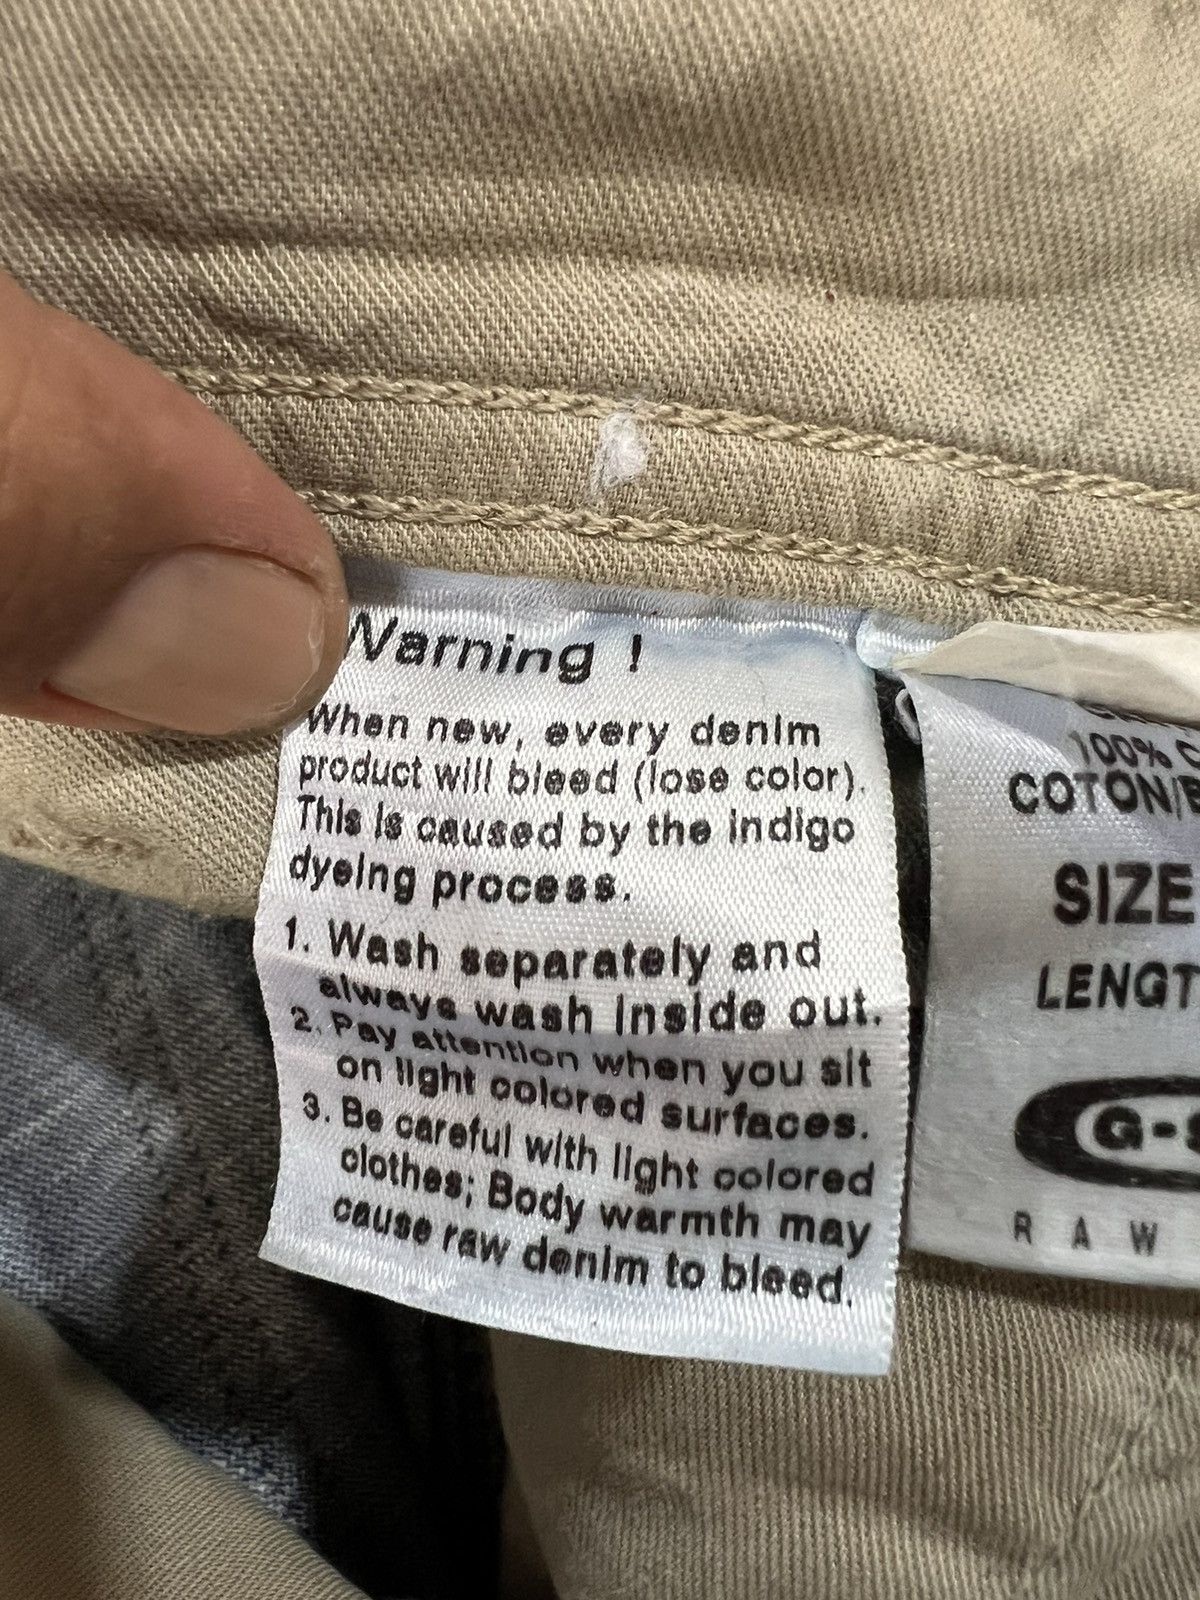 Warning !
When new, every denim
product will bleed (lose color).
This is caused by the indigo
dyeing process.
1. Wash separately and
always wash inside out.
2. Pay attention when you sit
on light colored surfaces.
3. Be careful with light colored
clothes; Body warmth may
cause raw denim to bleed.
100%
COTON/
SIZE
LENGT
G-
RAW